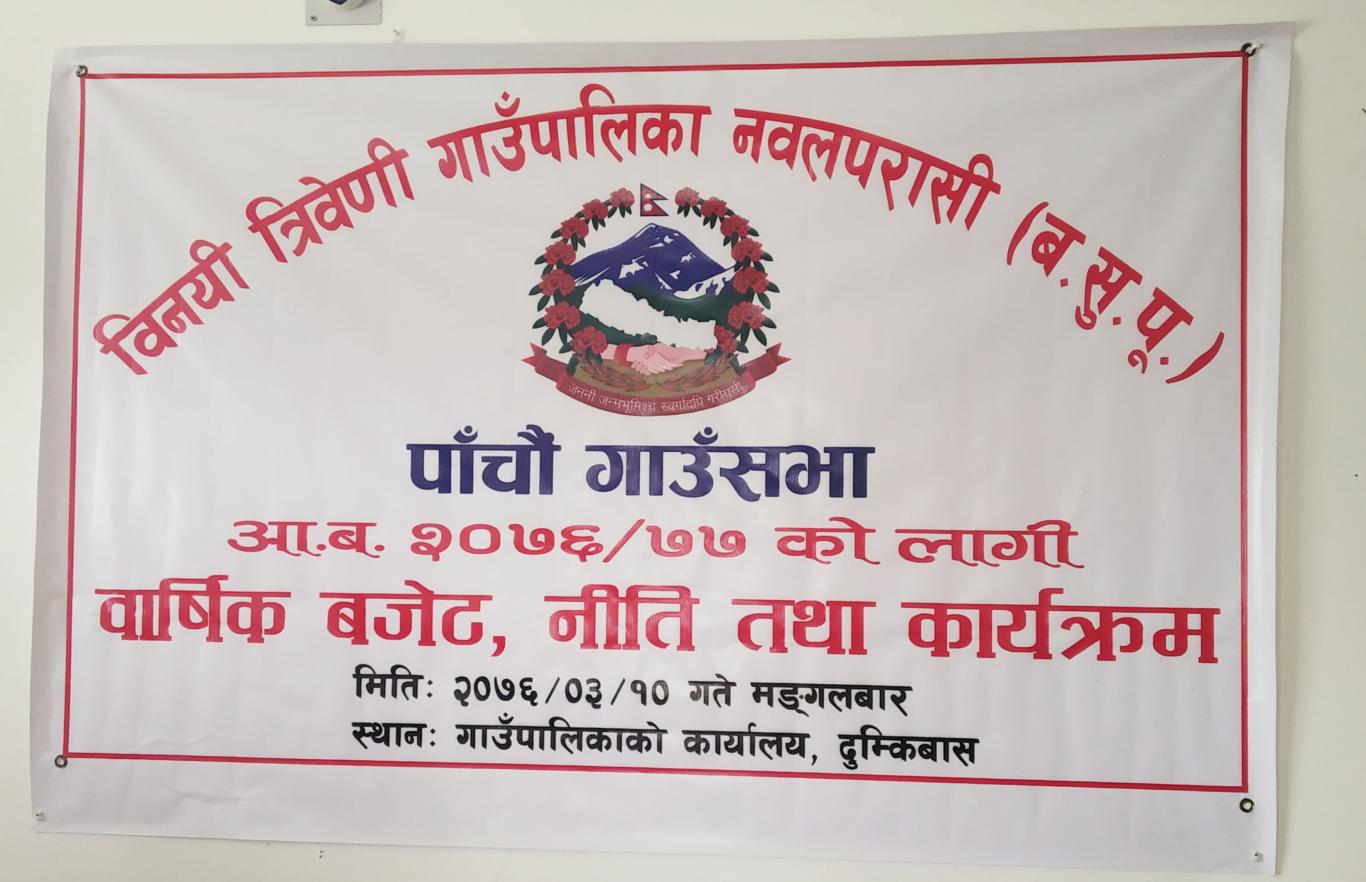 विनयी त्रिवेणी गाउँपालिका नवलपरासी (ब.सु.पू.)
जननी जन्मभूमिश्च स्वर्गादपि गरीयसी
पाँचौं गाउँसभा
आ.ब. २०७६/७७ को लागी
वार्षिक बजेट, नीति तथा कार्यक्रम
मितिः २०७६/०३/१० गते मङ्गलबार
स्थानः गाउँपालिकाको कार्यालय, दुम्किबास